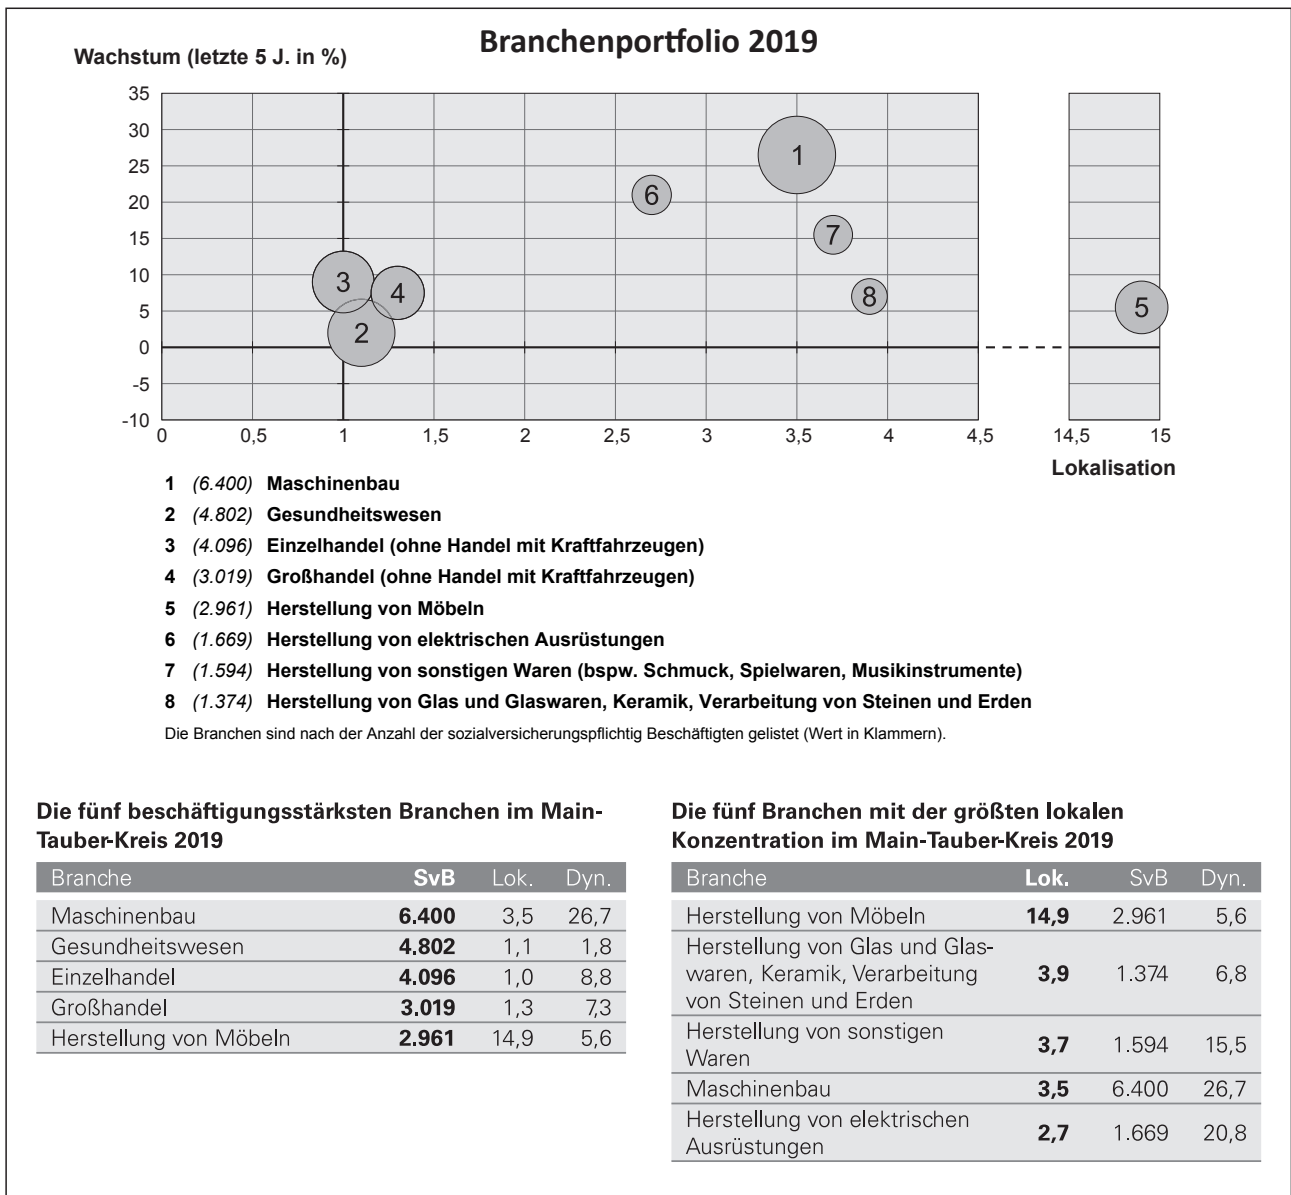 Branchenportfolio 2019
Wachstum (letzte 5 J. in %)
35
30
25
20
15
10
5
0
-5
-10
1
6
7
3
4
8
5
2
0 0,5 1 1,5 2 2,5 3 3,5 4 4,5 14,5 15
Lokalisation
1 (6.400) Maschinenbau
2 (4.802) Gesundheitswesen
3 (4.096) Einzelhandel (ohne Handel mit Kraftfahrzeugen)
4 (3.019) Großhandel (ohne Handel mit Kraftfahrzeugen)
5 (2.961) Herstellung von Möbeln
6 (1.669) Herstellung von elektrischen Ausrüstungen
7 (1.594) Herstellung von sonstigen Waren (bspw. Schmuck, Spielwaren, Musikinstrumente)
8 (1.374) Herstellung von Glas und Glaswaren, Keramik, Verarbeitung von Steinen und Erden
Die Branchen sind nach der Anzahl der sozialversicherungspflichtig Beschäftigten gelistet (Wert in Klammern).
Die fünf beschäftigungsstärksten Branchen im Main-
Tauber-Kreis 2019
Branche SvB Lok. Dyn.
Maschinenbau 6.400 3,5 26,7
Gesundheitswesen 4.802 1,1 1,8
Einzelhandel 4.096 1,0 8,8
Großhandel 3.019 1,3 7,3
Herstellung von Möbeln 2.961 14,9 5,6
Die fünf Branchen mit der größten lokalen
Konzentration im Main-Tauber-Kreis 2019
Branche Lok. SvB Dyn.
Herstellung von Möbeln 14,9 2.961 5,6
Herstellung von Glas und Glas-
waren, Keramik, Verarbeitung 3,9 1.374 6,8
von Steinen und Erden
Herstellung von sonstigen
Waren 3,7 1.594 15,5
Maschinenbau 3,5 6.400 26,7
Herstellung von elektrischen
Ausrüstungen 2,7 1.669 20,8